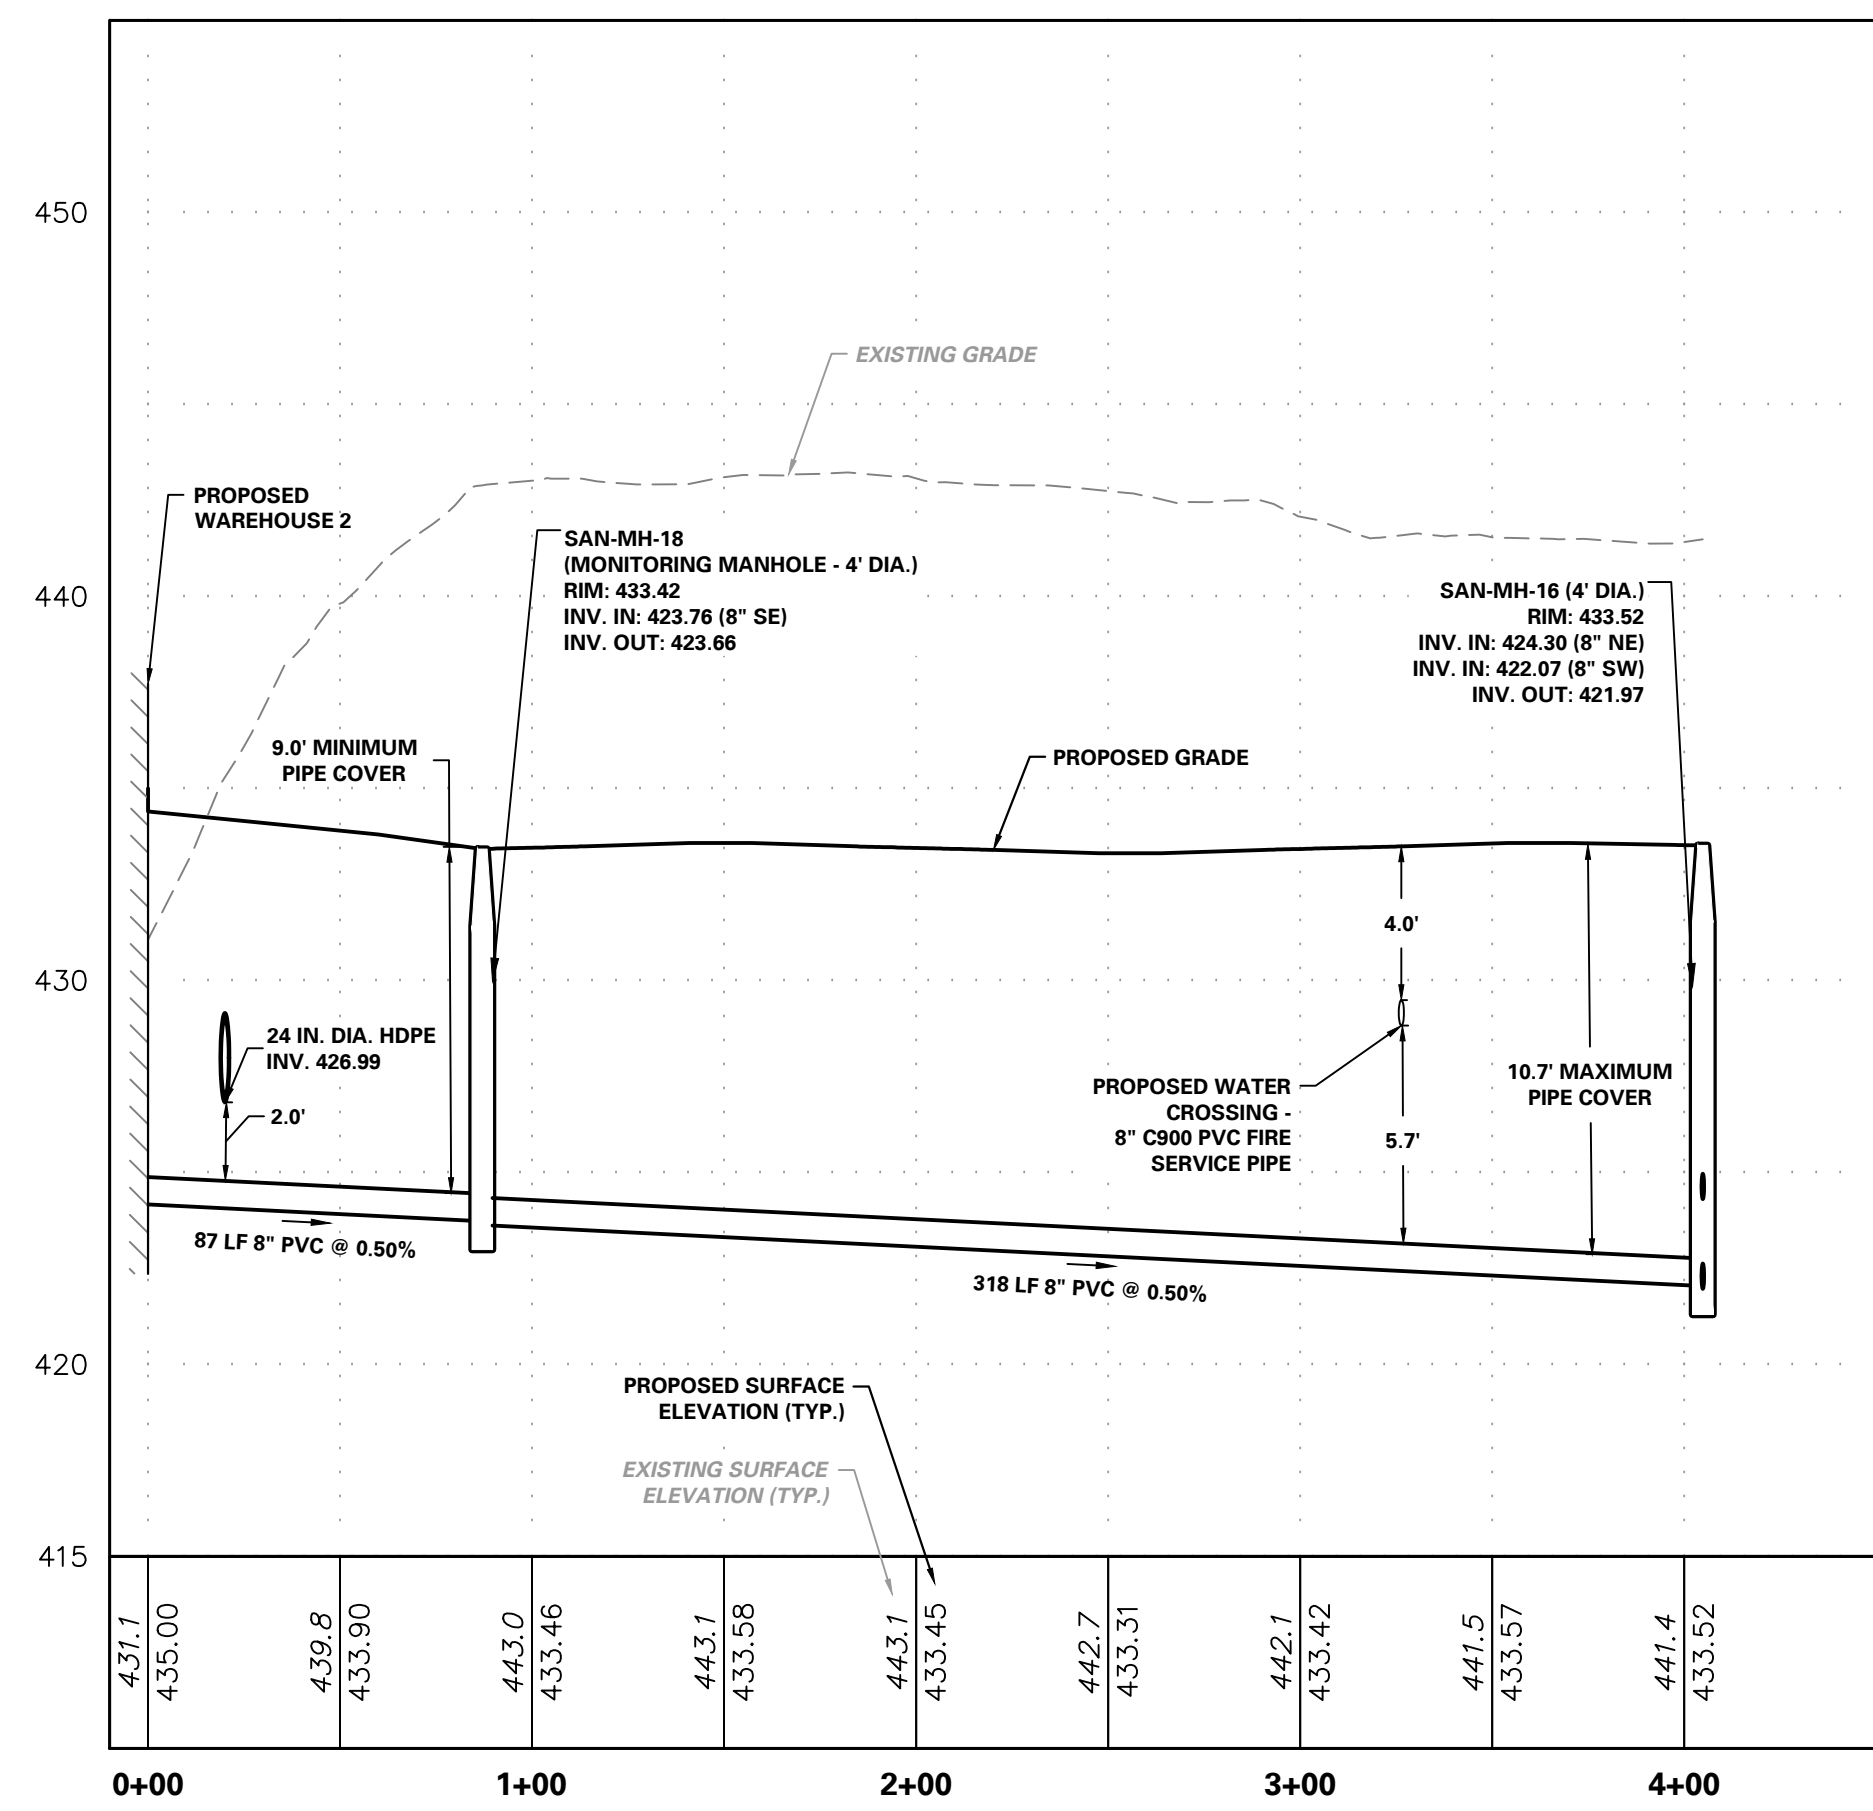 450
440
430
420
415
EXISTING GRADE
PROPOSED
WAREHOUSE 2
SAN-MH-18
(MONITORING MANHOLE - 4' DIA.)
RIM: 433.42
INV. IN: 423.76 (8" SE)
INV. OUT: 423.66
SAN-MH-16 (4' DIA.)
RIM: 433.52
INV. IN: 424.30 (8" NE)
INV. IN: 422.07 (8" SW)
INV. OUT: 421.97
9.0' MINIMUM
PIPE COVER
PROPOSED GRADE
4.0'
24 IN. DIA. HDPE
INV. 426.99
2.0'
PROPOSED WATER
CROSSING -
8" C900 PVC FIRE
SERVICE PIPE
5.7'
10.7' MAXIMUM
PIPE COVER
87 LF 8" PVC @ 0.50%
318 LF 8" PVC @ 0.50%
PROPOSED SURFACE
ELEVATION (TYP.)
EXISTING SURFACE
ELEVATION (TYP.)
431.1
435.00
439.8
433.90
443.0
433.46
443.1
433.58
443.1
433.45
442.7
433.31
442.1
433.42
441.5
433.57
441.4
433.52
0+00
1+00
2+00
3+00
4+00